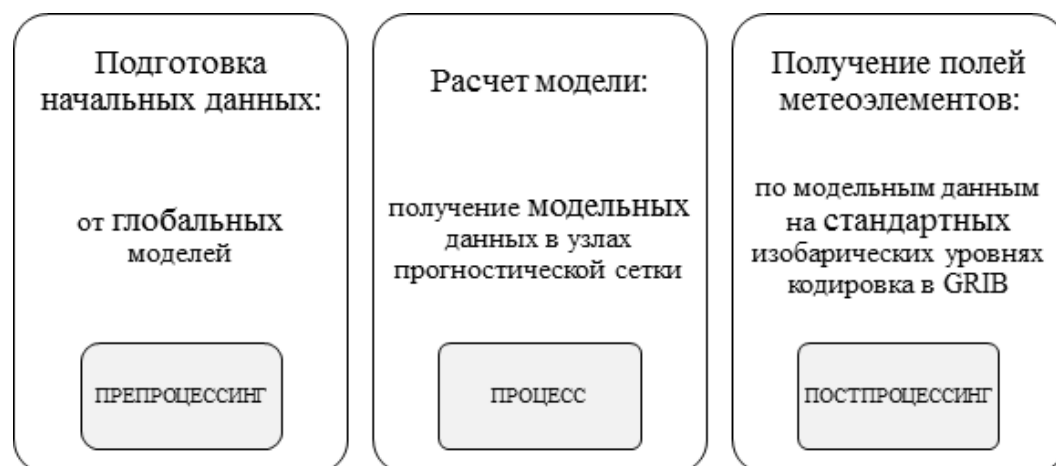 Подготовка
начальных данных:
от глобальных
моделей
ПРЕПРОЦЕССИНГ
Расчет модели:
получение модельных
данных в узлах
прогностической сетки
ПРОЦЕСС
Получение полей
метеоэлементов:
по модельным данным
на стандартных
изобарических уровнях
кодировка в GRIB
ПОСТПРОЦЕССИНГ